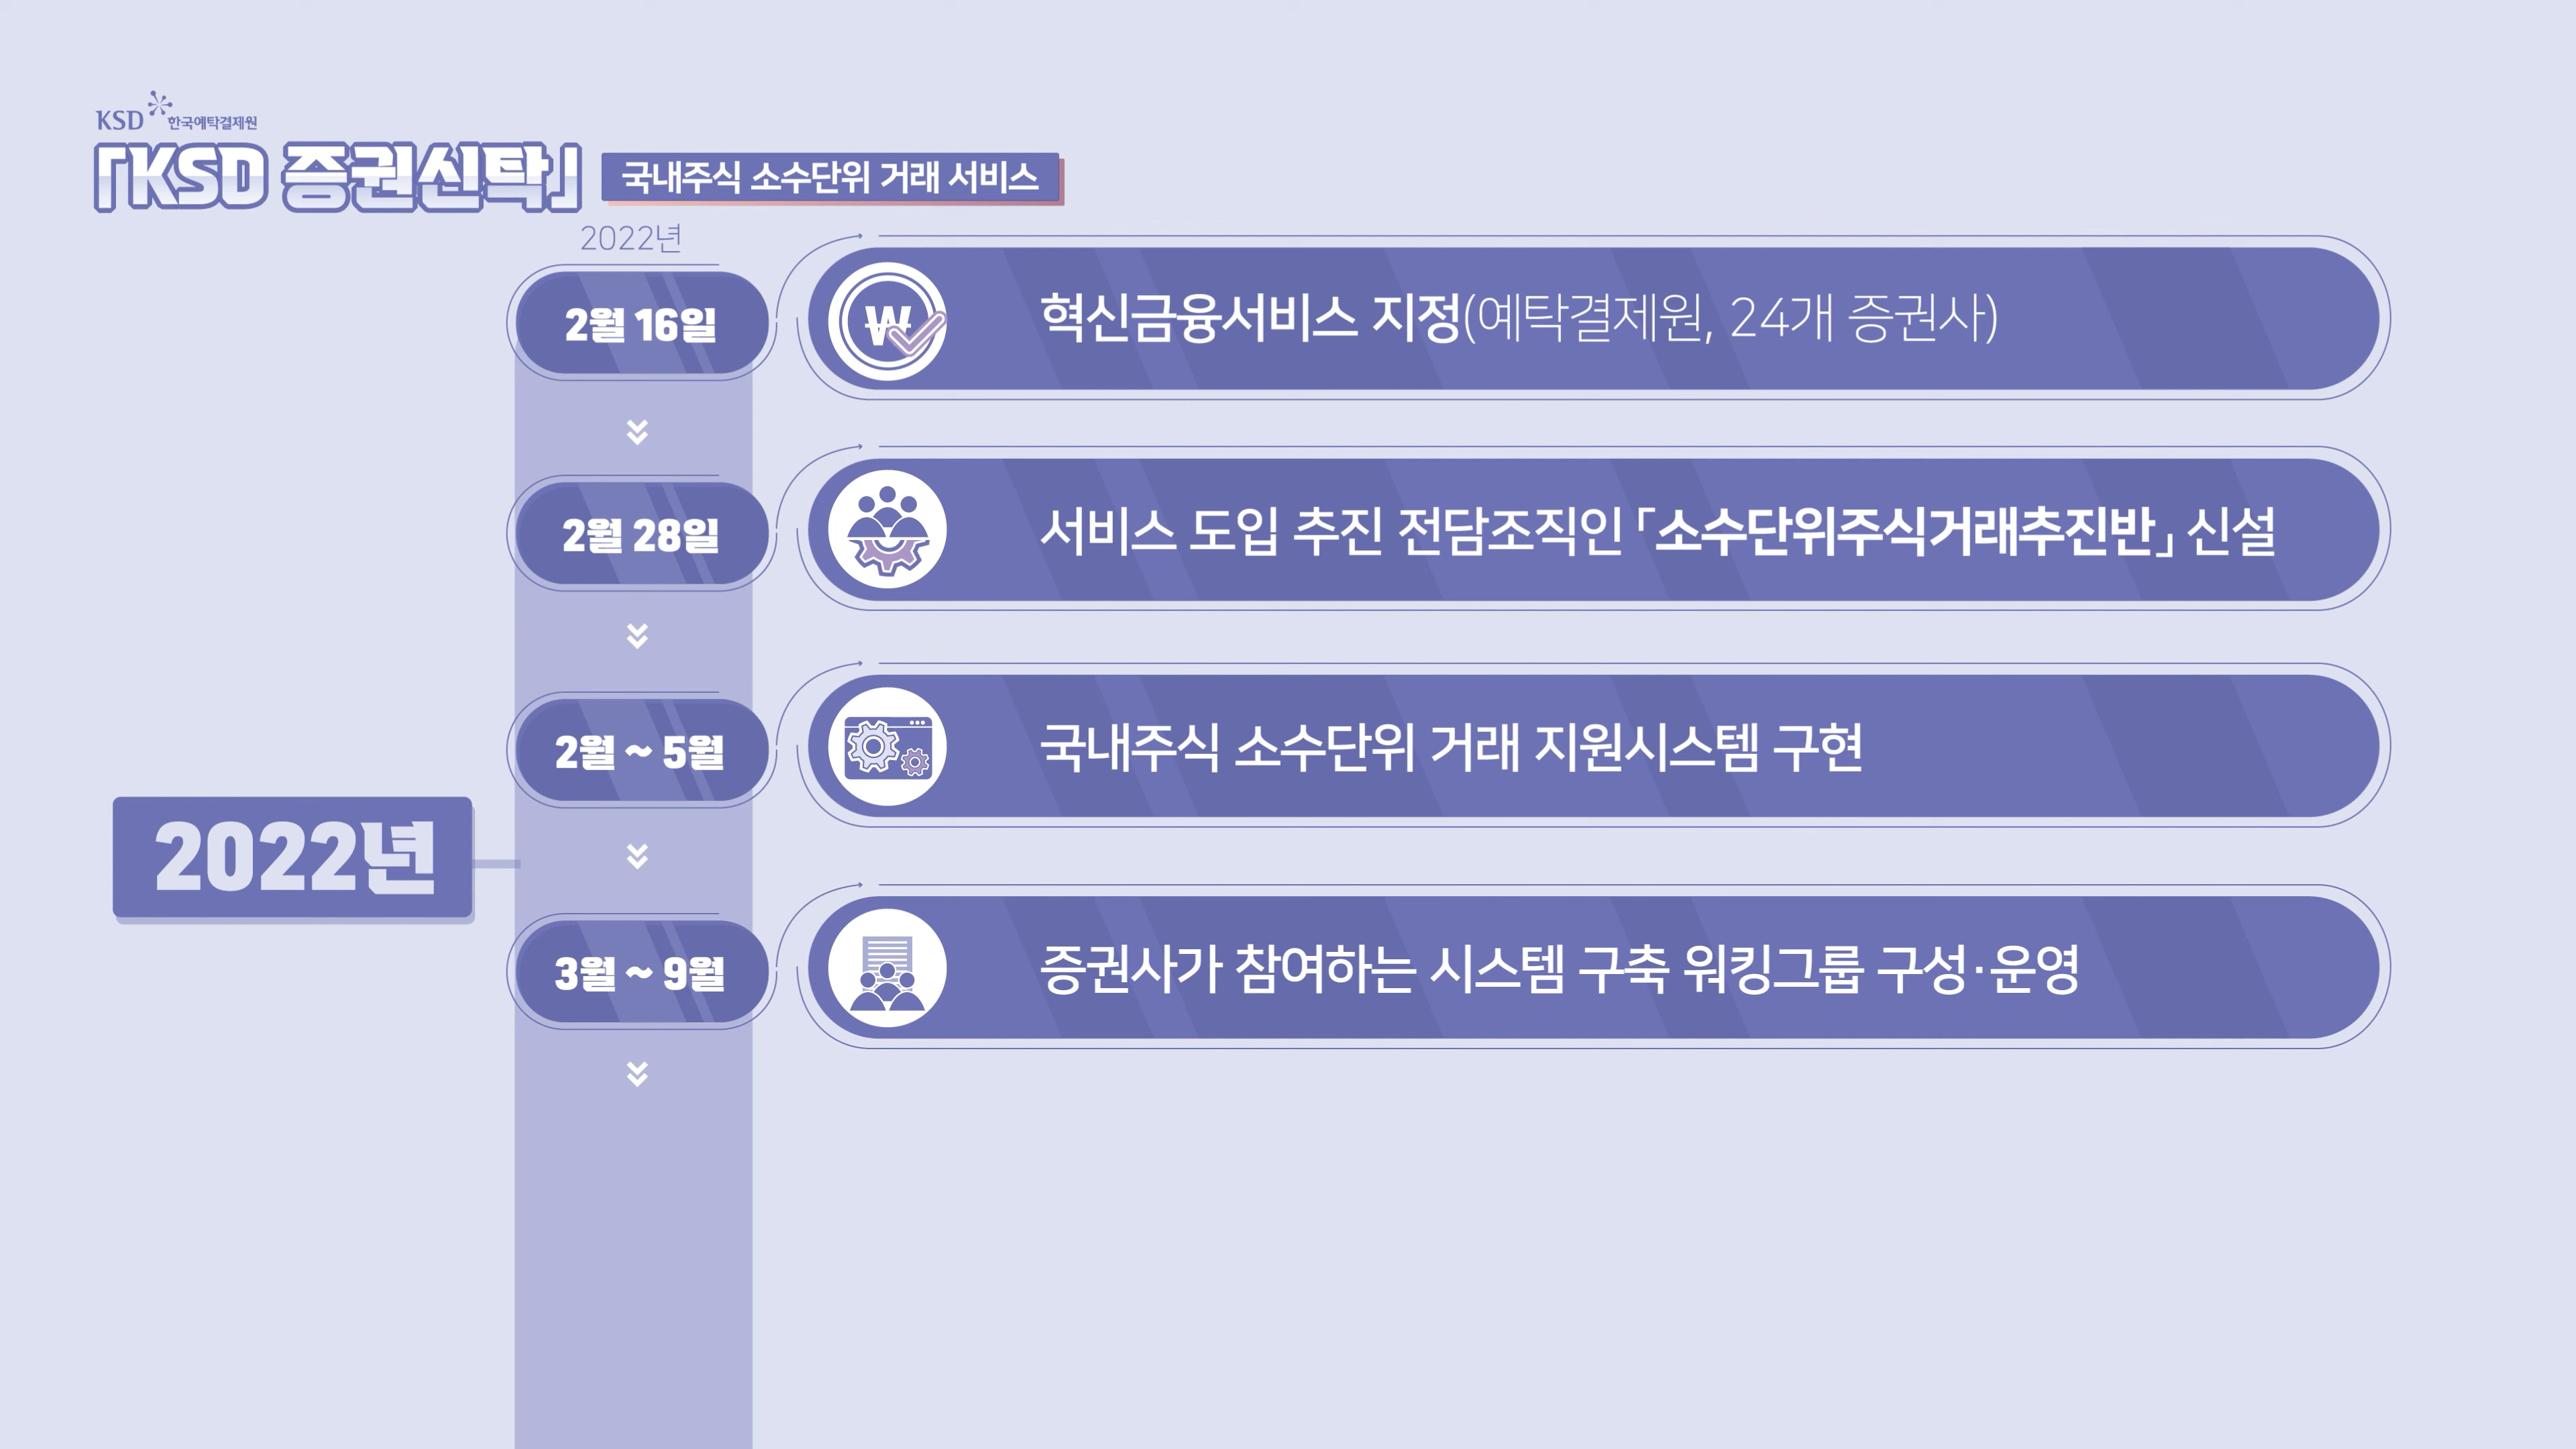 KSD 한국예탁결제원
「KSD 증권신탁」 국내주식 소수단위 거래 서비스
2022년
2월 16일
혁신금융서비스 지정(예탁결제원, 24개 증권사)
2월 28일
서비스 도입 추진 전담조직인 「소수단위주식거래추진반」 신설
2월 ~ 5월
국내주식 소수단위 거래 지원시스템 구현
2022년
3월 ~ 9월
증권사가 참여하는 시스템 구축 워킹그룹 구성·운영